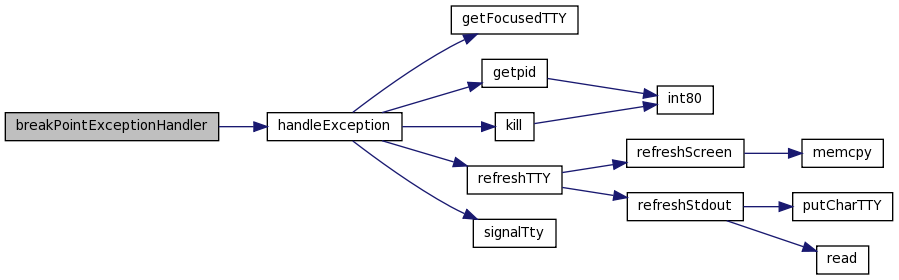 getFocusedTTY
getpid
int80
breakPointExceptionHandler
handleException
kill
refreshScreen
memcpy
refreshTTY
refreshStdout
putCharTTY
signalTty
read